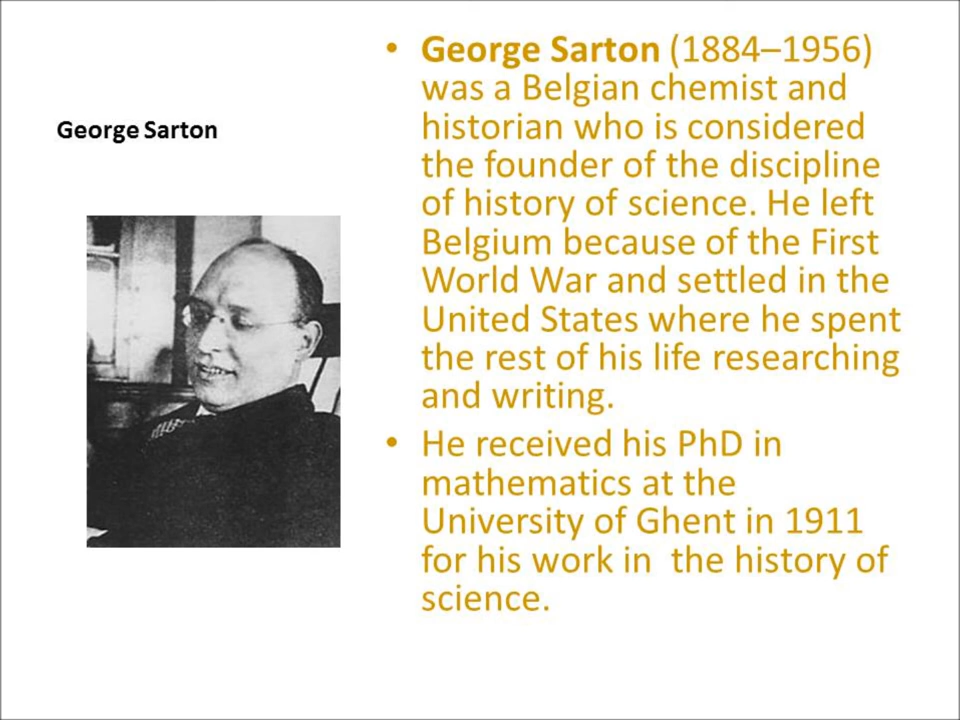 George Sarton
• George Sarton (1884–1956)
was a Belgian chemist and
historian who is considered
the founder of the discipline
of history of science. He left
Belgium because of the First
World War and settled in the
United States where he spent
the rest of his life researching
and writing.
• He received his PhD in
mathematics at the
University of Ghent in 1911
for his work in  the history of
science.